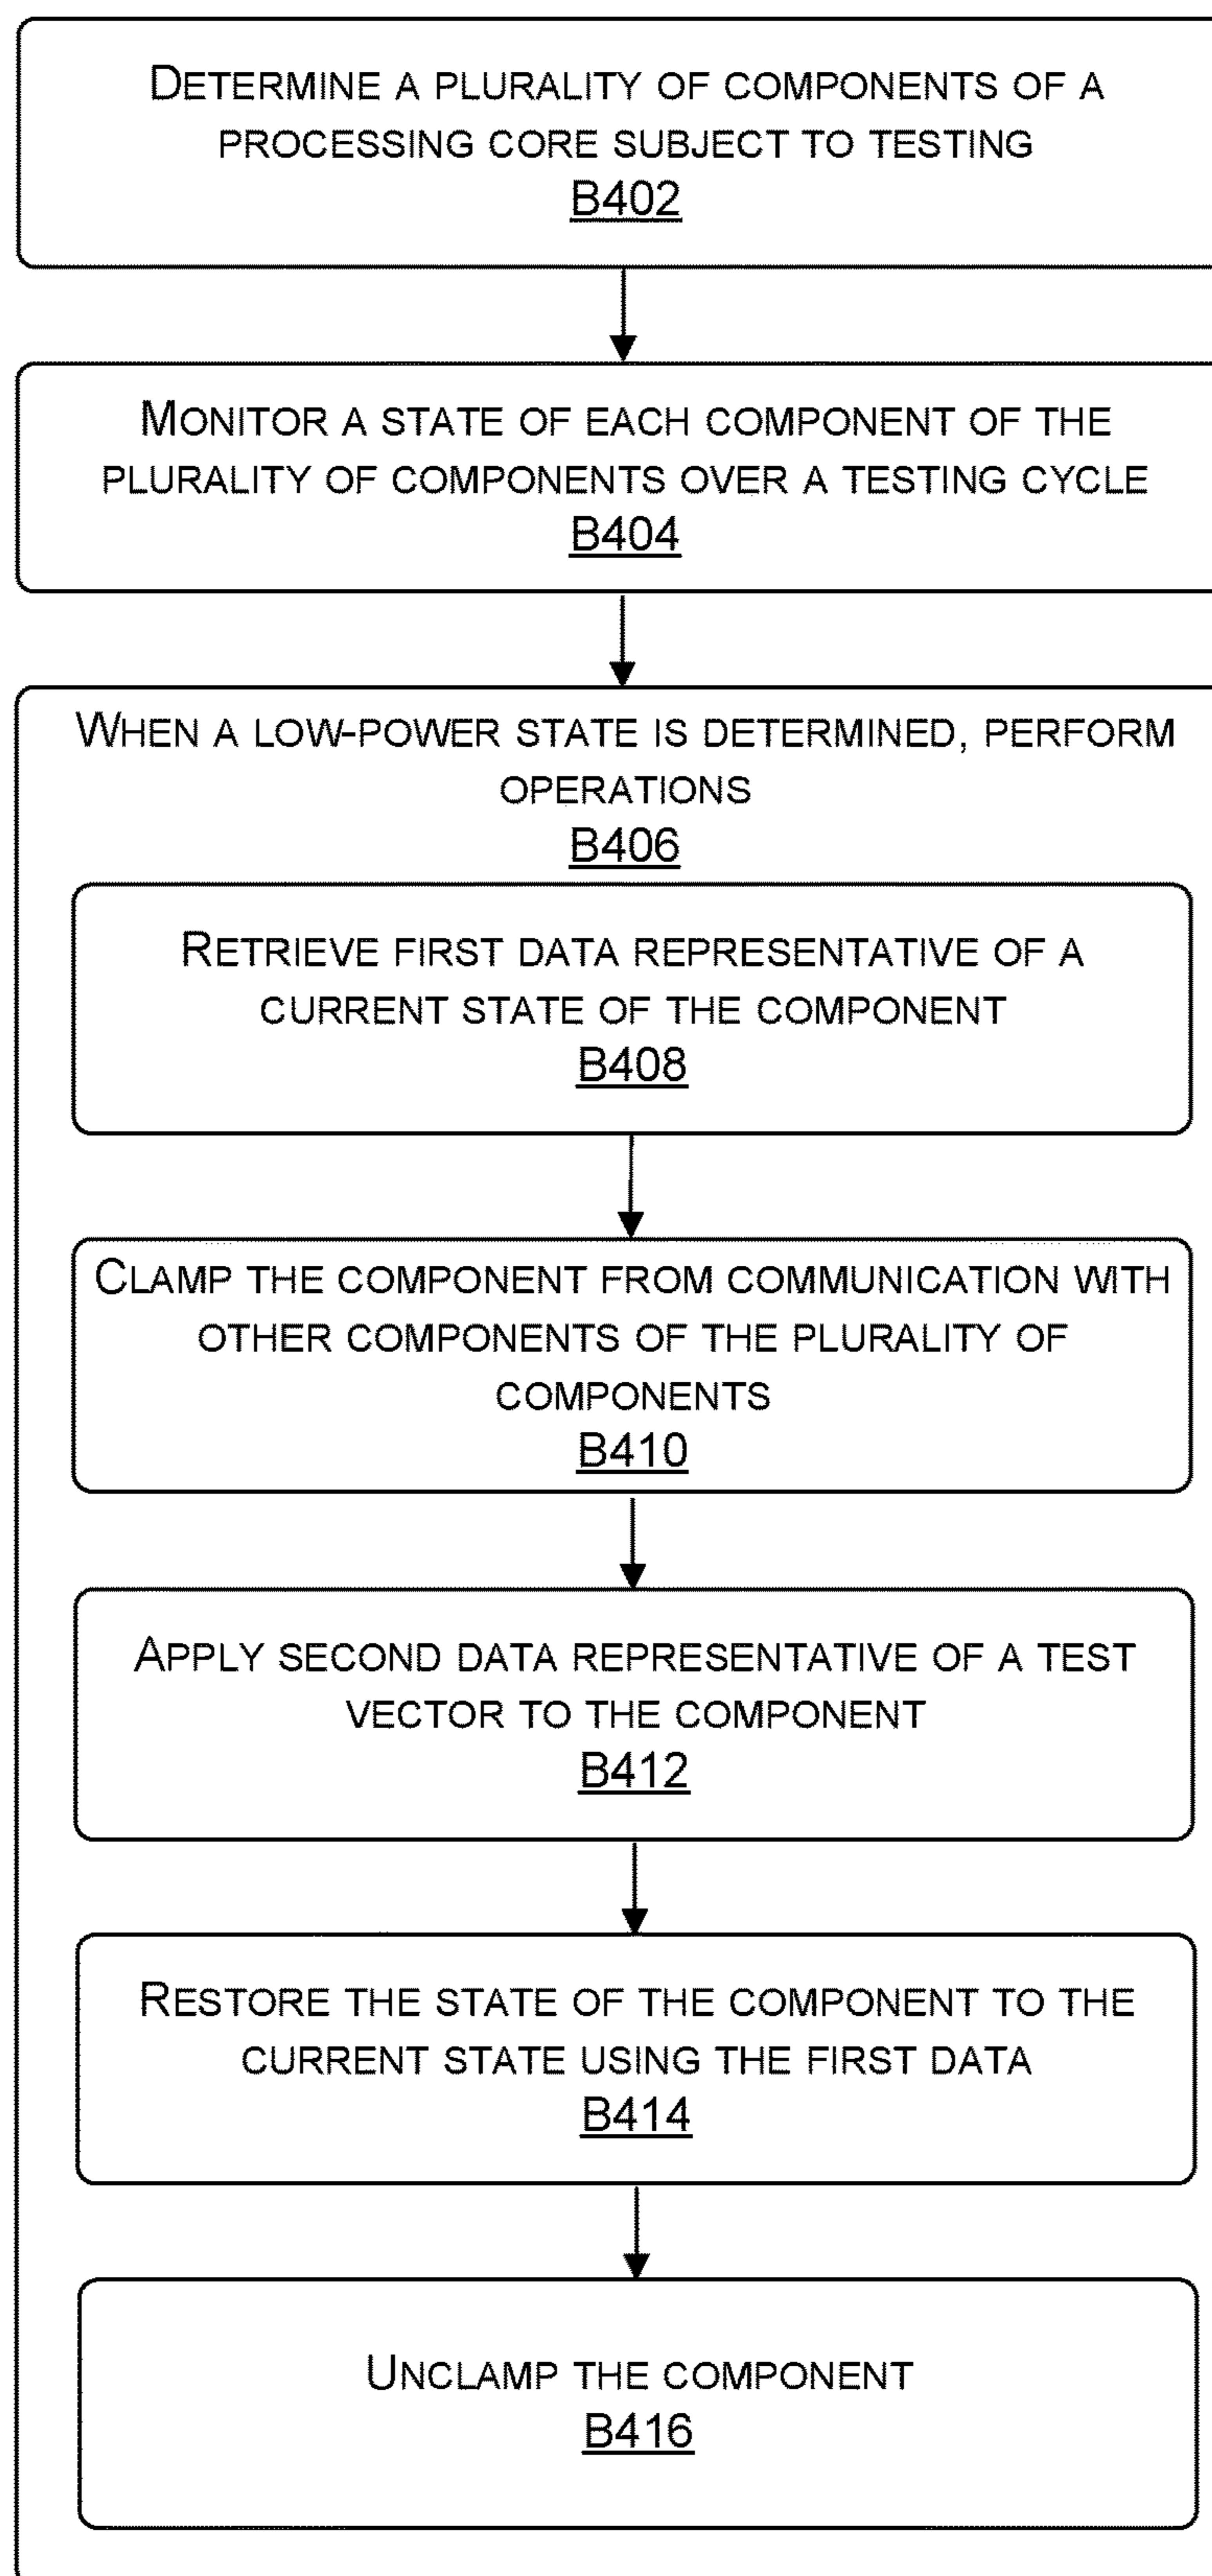 DETERMINE A PLURALITY OF COMPONENTS OF A
PROCESSING CORE SUBJECT TO TESTING
B402
MONITOR A STATE OF EACH COMPONENT OF THE
PLURALITY OF COMPONENTS OVER A TESTING CYCLE
B404
WHEN A LOW-POWER STATE IS DETERMINED, PERFORM
OPERATIONS
B406
RETRIEVE FIRST DATA REPRESENTATIVE OF A
CURRENT STATE OF THE COMPONENT
B408
CLAMP THE COMPONENT FROM COMMUNICATION WITH
OTHER COMPONENTS OF THE PLURALITY OF
COMPONENTS
B410
APPLY SECOND DATA REPRESENTATIVE OF A TEST
VECTOR TO THE COMPONENT
B412
RESTORE THE STATE OF THE COMPONENT TO THE
CURRENT STATE USING THE FIRST DATA
B414
UNCLAMP THE COMPONENT
B416